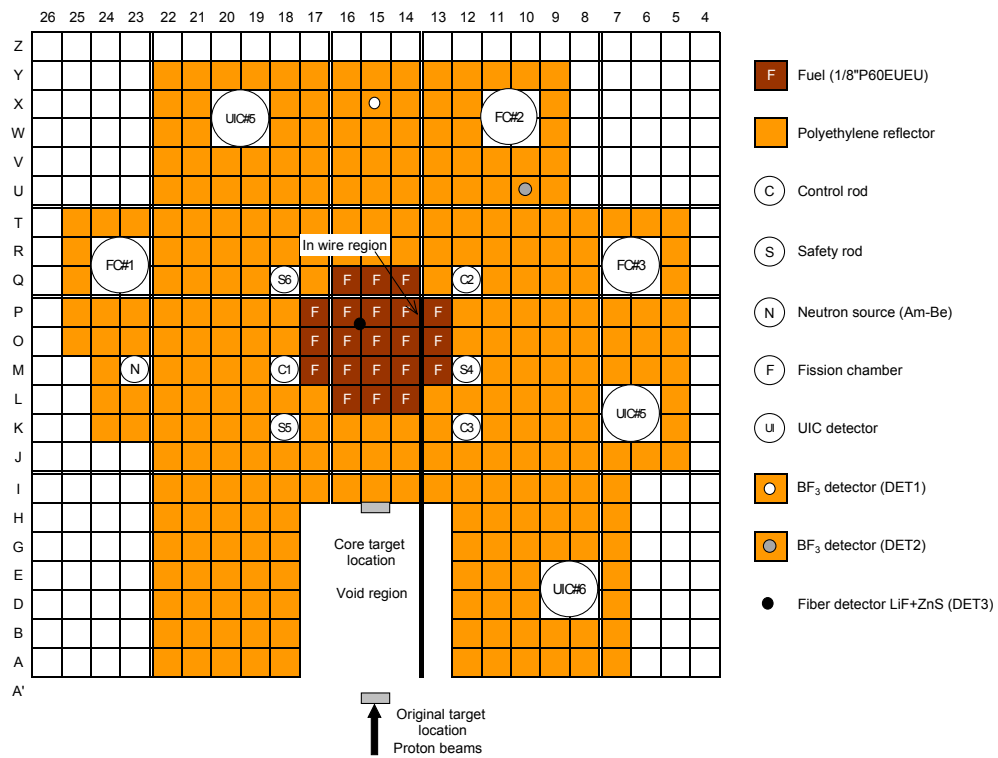 26 25 24 23 22 21 20 19 18 17 16 15 14 13 12 11 10 9 8 7 6 5 4
Z
Y
Fuel (1/8"P60EUEU)
F
X
UIC#5
FC#2
W
Polyethylene reflector
V
U
C
Control rod
T
In wire region
R
FC#1
FC#3
S
Safety rod
Q
S6
F F F
C2
P
F F F F F
N
Neutron source (Am-Be)
O
F F F F F
M
N
C1
F F F F F
S4
F
Fission chamber
L
F F F
UIC#5
K
S5
C3
UI
UIC detector
J
I
BF3 detector (DET1)
H
G
Core target
location
BF3 detector (DET2)
E
UIC#6
D
Void region
Fiber detector LiF+ZnS (DET3)
B
A
A'
Original target
location
Proton beams